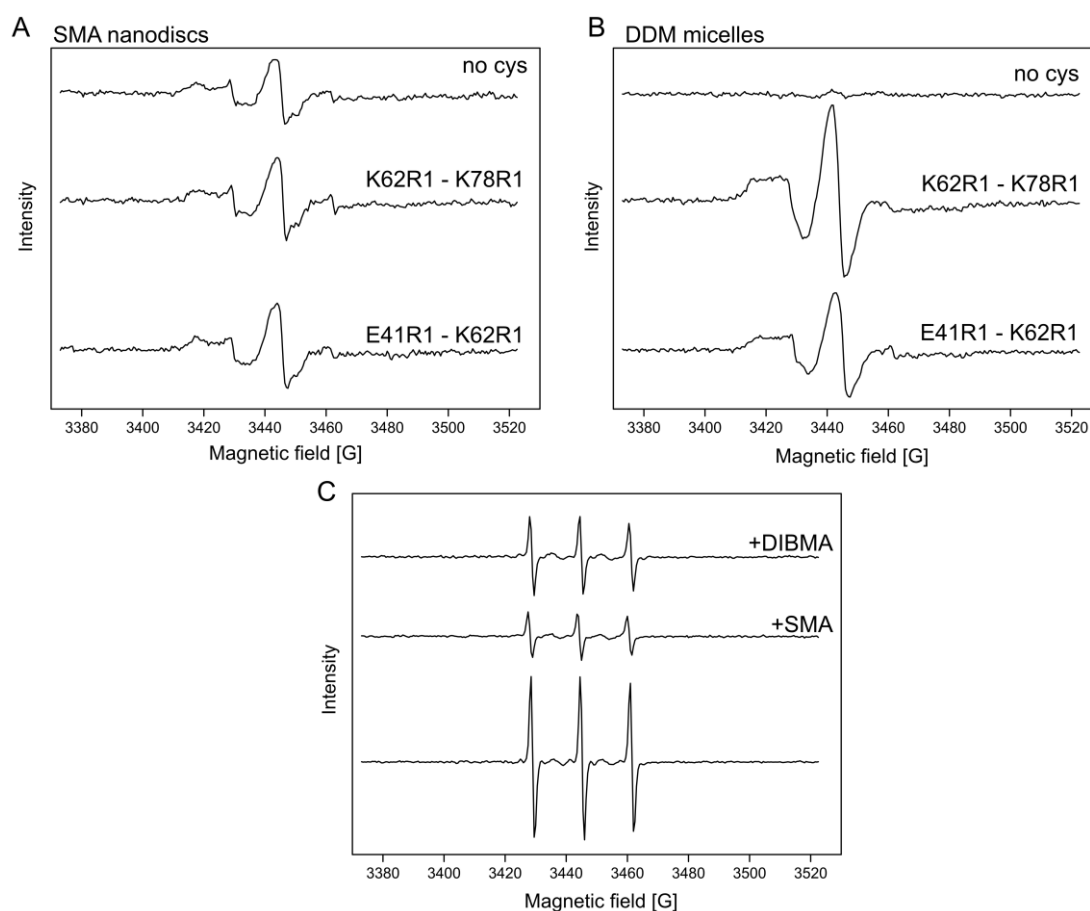 A
SMA nanodiscs
no cys
K62R1 - K78R1
E41R1 - K62R1
Intensity
3380 3400 3420 3440 3460 3480 3500 3520
Magnetic field [G]
B
DDM micelles
no cys
K62R1 - K78R1
E41R1 - K62R1
Intensity
3380 3400 3420 3440 3460 3480 3500 3520
Magnetic field [G]
C
+DIBMA
+SMA
Intensity
3380 3400 3420 3440 3460 3480 3500 3520
Magnetic field [G]